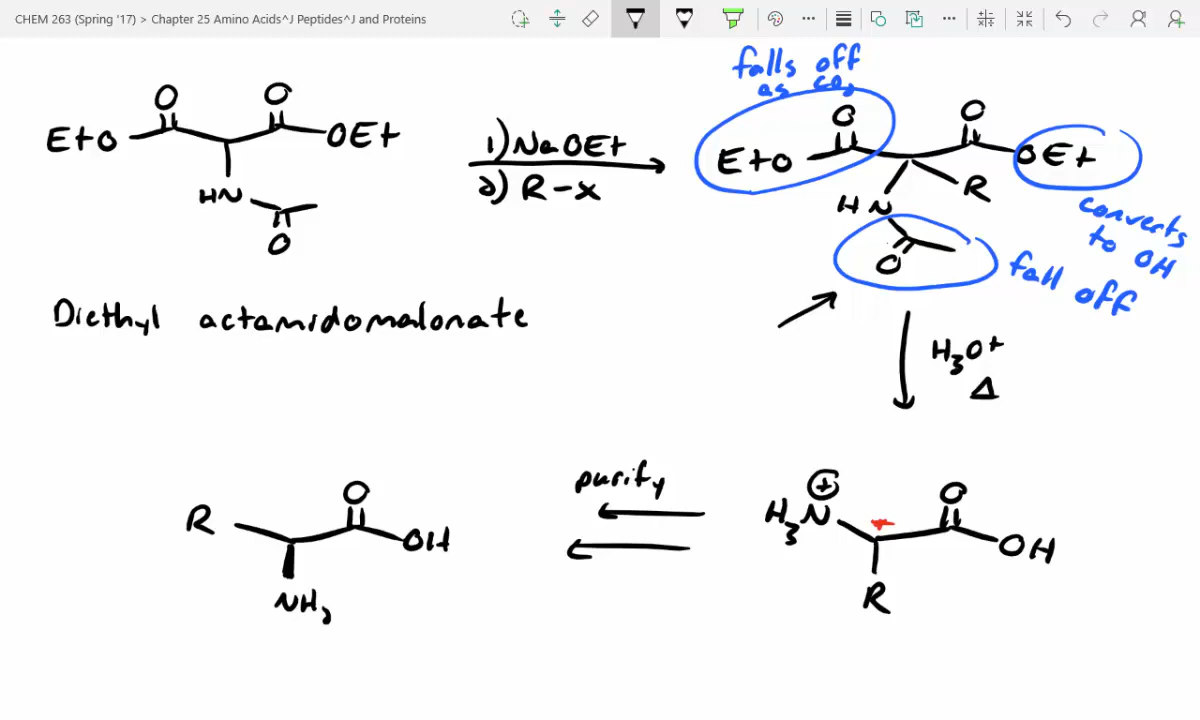 CHEM 263 (Spring '17) > Chapter 25 Amino Acids^J Peptides^J and Proteins
falls off
as CO2
O
O
EtO
OEt
HN
O
1) NaOEt
2) R-X
O
O
EtO
OEt
R
HN
O
converts
to OH
fall off
Diethyl actamidomalonate
H3O+
Δ
purify
R
O
OH
NH2
+
H3N
O
OH
R